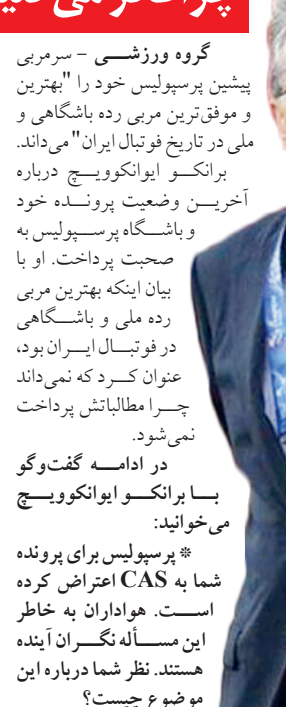 گروه ورزشی - سرمربی
پیشین پرسپولیس خود را "بهترین
و موفق‌ترین مربی رده باشگاهی و
ملی در تاریخ فوتبال ایران" می‌داند.
برانکو ایوانکوویچ درباره
آخرین وضعیت پرونده خود
و باشگاه پرسپولیس به
صحبت پرداخت. او با
بیان اینکه بهترین مربی
رده ملی و باشگاهی
در فوتبال ایران بود،
عنوان کرد که نمی‌داند
چرا مطالباتش پرداخت
نمی‌شود.
در ادامه گفت‌وگو
با برانکو ایوانکوویچ
می‌خوانید:
* پرسپولیس برای پرونده
شما به CAS اعتراض کرده
است. هواداران به خاطر
این مسأله نگران آینده
هستند. نظر شما درباره این
موضوع چیست؟